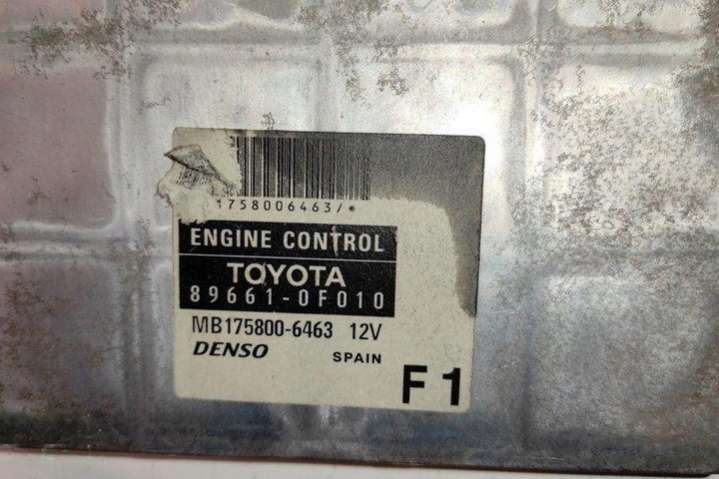 1758006463/*
ENGINE CONTROL
TOYOTA
89661-0F010
MB175800-6463 12V
DENSO SPAIN
F1